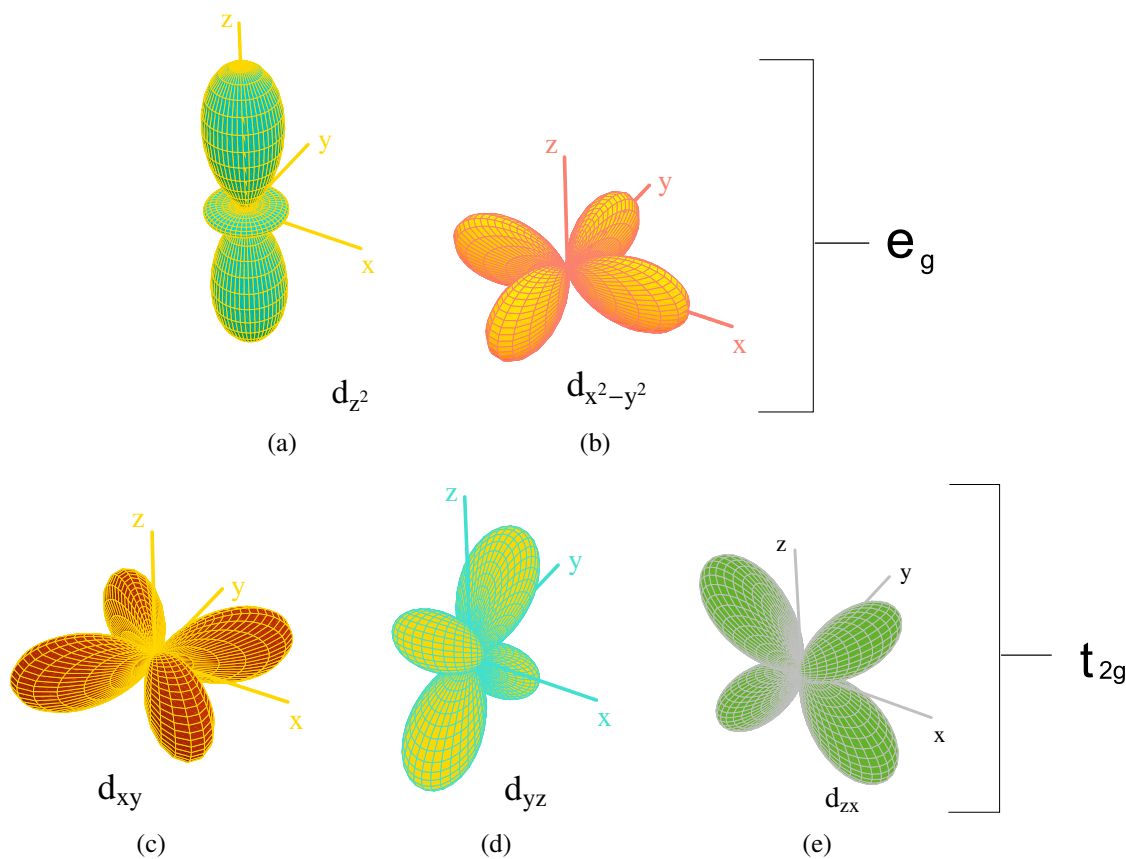 z
y
x
d_{z^2}
(a)
z
y
x
d_{x^2−y^2}
(b)
e_g
z
y
x
d_{xy}
(c)
z
y
x
d_{yz}
(d)
z
y
x
d_{zx}
(e)
t_{2g}